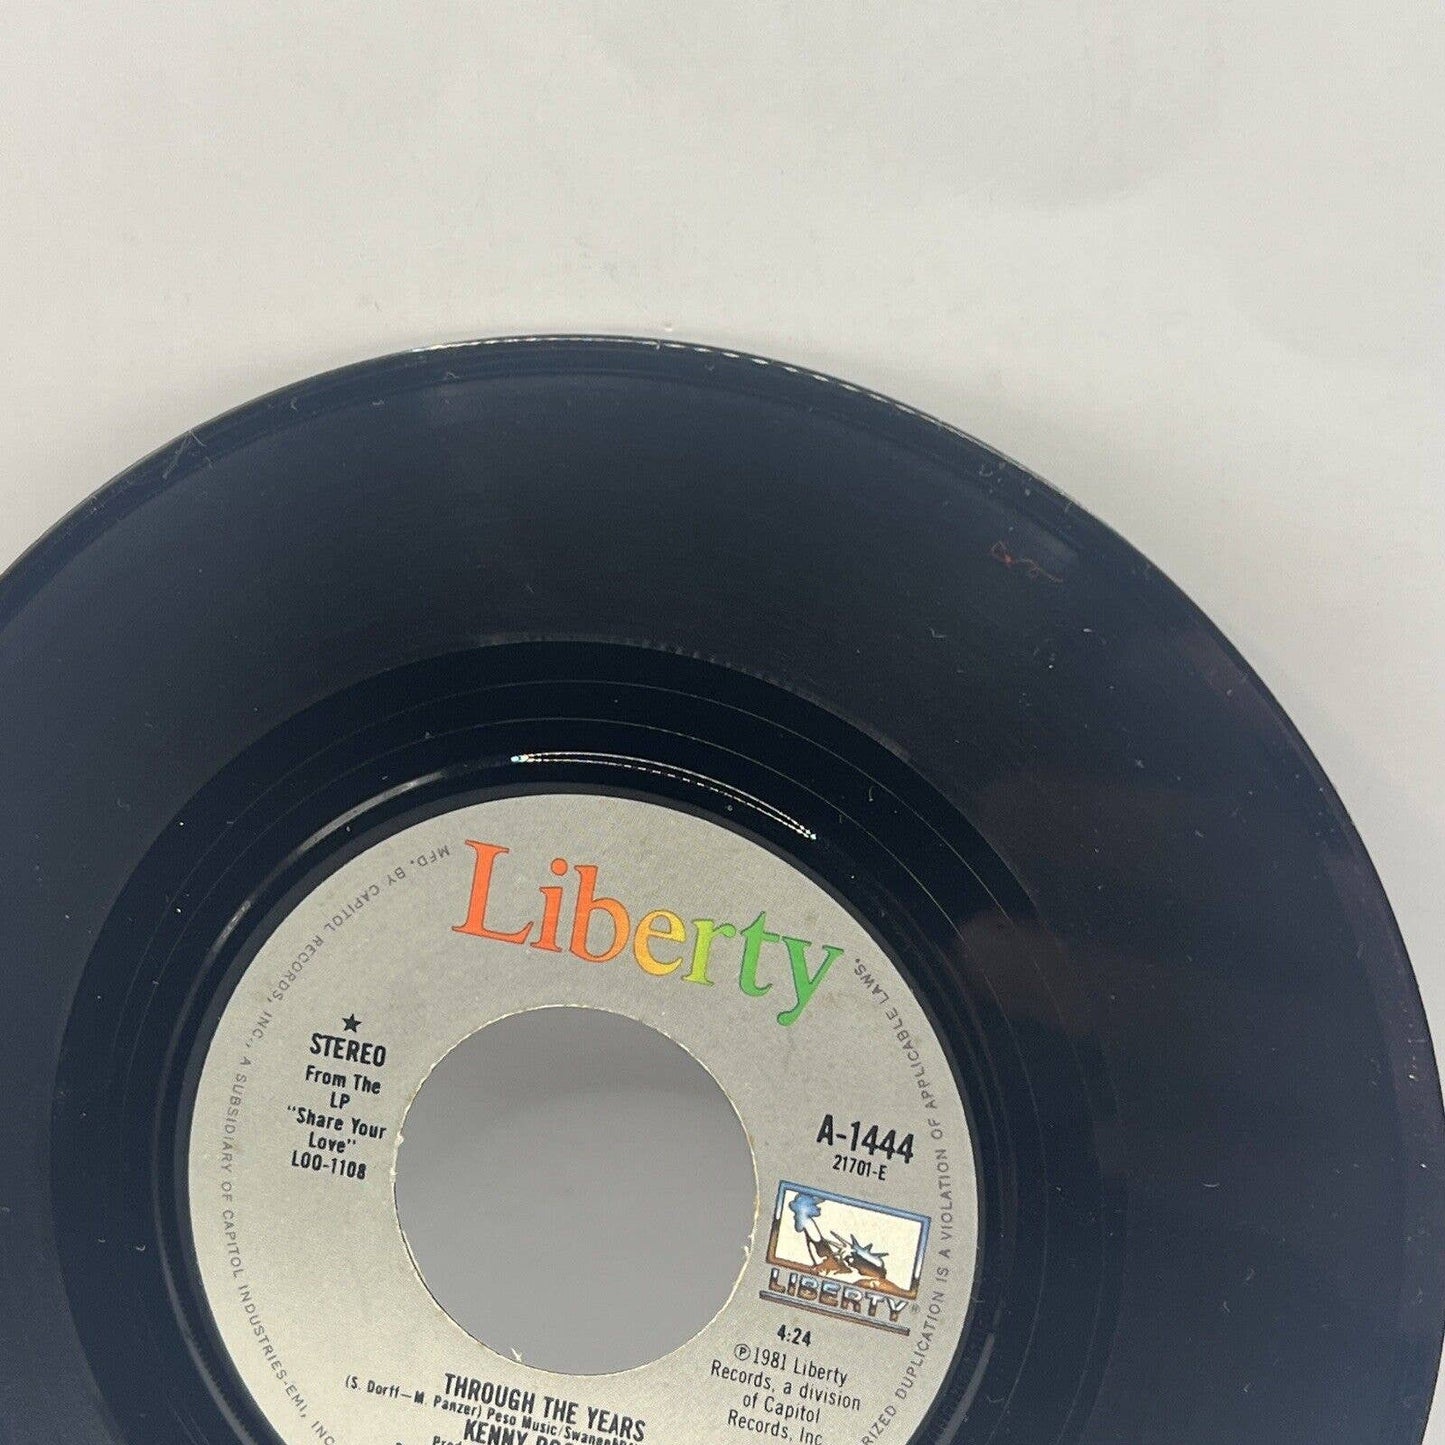 Liberty
★
STEREO
From The
LP
"Share Your
Love"
LOO-1108
A-1444
21701-E
LIBERTY®
4:24
℗1981 Liberty
Records, a division
of Capitol
Records, Inc.
THROUGH THE YEARS
(S. Dorff—M. Panzer) Peso Music/
KENNY
MFD. BY CAPITOL RECORDS, INC., A SUBSIDIARY OF CAPITOL INDUSTRIES-EMI, INC.
DUPLICATION IS A VIOLATION OF APPLICABLE LAWS.